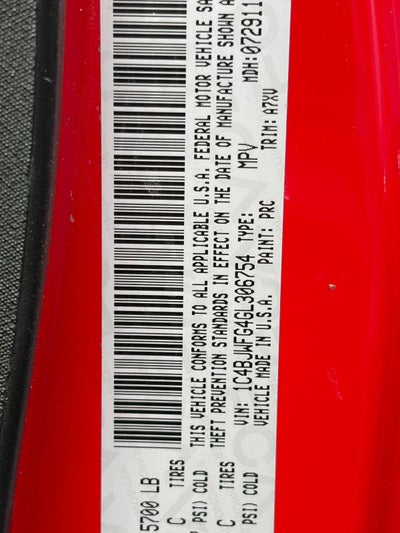 5700 LB
C TIRES
PSI) COLD
C TIRES
PSI) COLD
THIS VEHICLE CONFORMS TO ALL APPLICABLE U.S.A. FEDERAL MOTOR VEHICLE SA
THEFT PREVENTION STANDARDS IN EFFECT ON THE DATE OF MANUFACTURE SHOWN A
VIN: 1C4BJWFG4GL306754 TYPE: MPV MDH:072911
VEHICLE MADE IN U.S.A. PAINT: PRC TRIM: A7XV